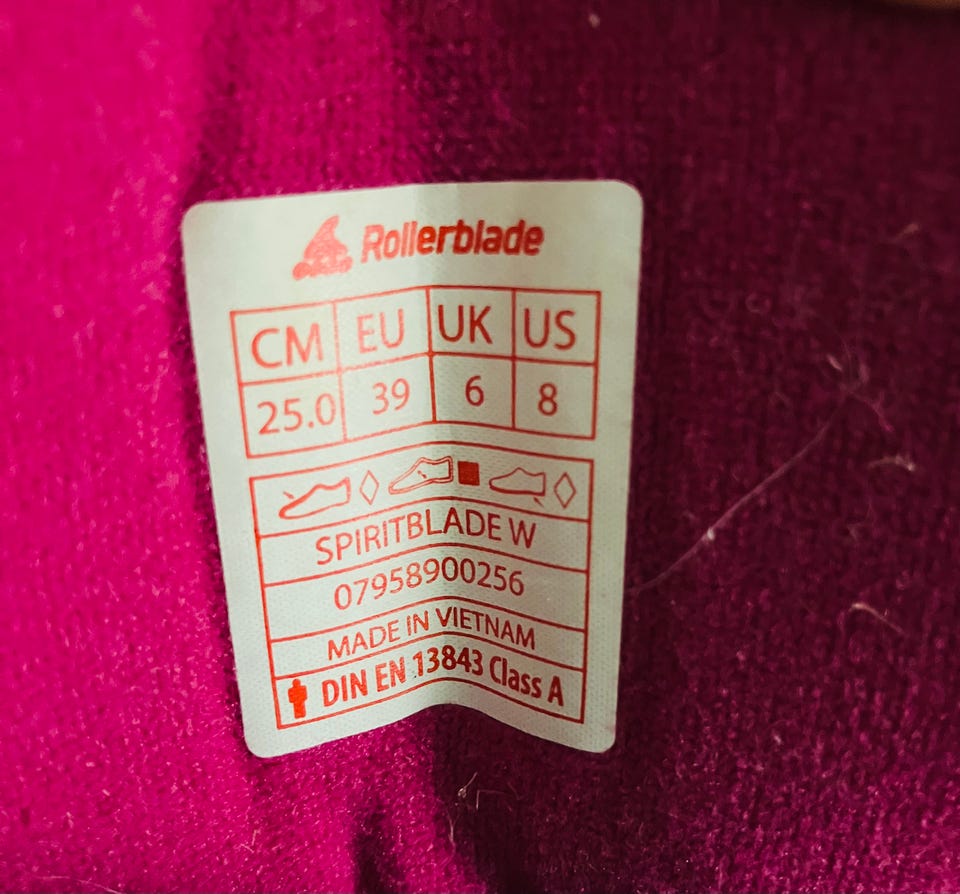 Rollerblade
CM EU UK US
25.0 39 6 8
SPIRITBLADE W
07958900256
MADE IN VIETNAM
DIN EN 13843 Class A